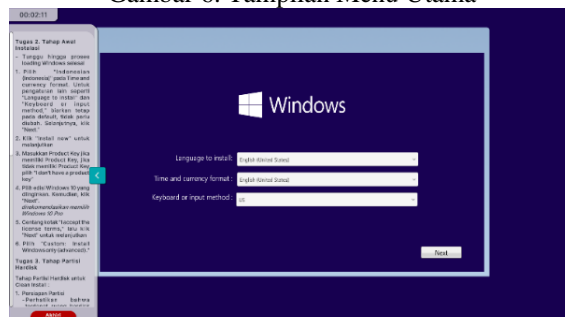 Gambar 6. Tampilan Menu Utama
00:02:11
Tugas 2. Tahap Awal
Instalasi
- Tunggu hingga proses
loading Windows selesai
1. Pilih "Indonesian
(Indonesia)" pada Time and
currency format. Untuk
pengaturan lain seperti
"Language to install" dan
"Keyboard or input
method," biarkan tetap
pada default, tidak perlu
diubah. Selanjutnya, klik
"Next."
2. Klik "Install now" untuk
melanjutkan
3. Masukkan Product Key jika
memiliki Product Key, jika
tidak memiliki Product Key
pilih "I don't have a product
key"
4. Pilih edisi Windows 10 yang
diinginkan. Kemudian, klik
"Next".
direkomendasikan memilih
Windows 10 Pro
5. Centang kotak "I accept the
license terms," lalu klik
"Next" untuk melanjutkan
6. Pilih "Custom: Install
Windows only (advanced)."
Tugas 3. Tahap Partisi
Hardisk
Tahap Partisi Hardisk untuk
Clean Install :
1. Persiapan Partisi
- Perhatikan bahwa
Windows
Language to install:
English (United States)
Time and currency format :
English (United States)
Keyboard or input method :
US
Next